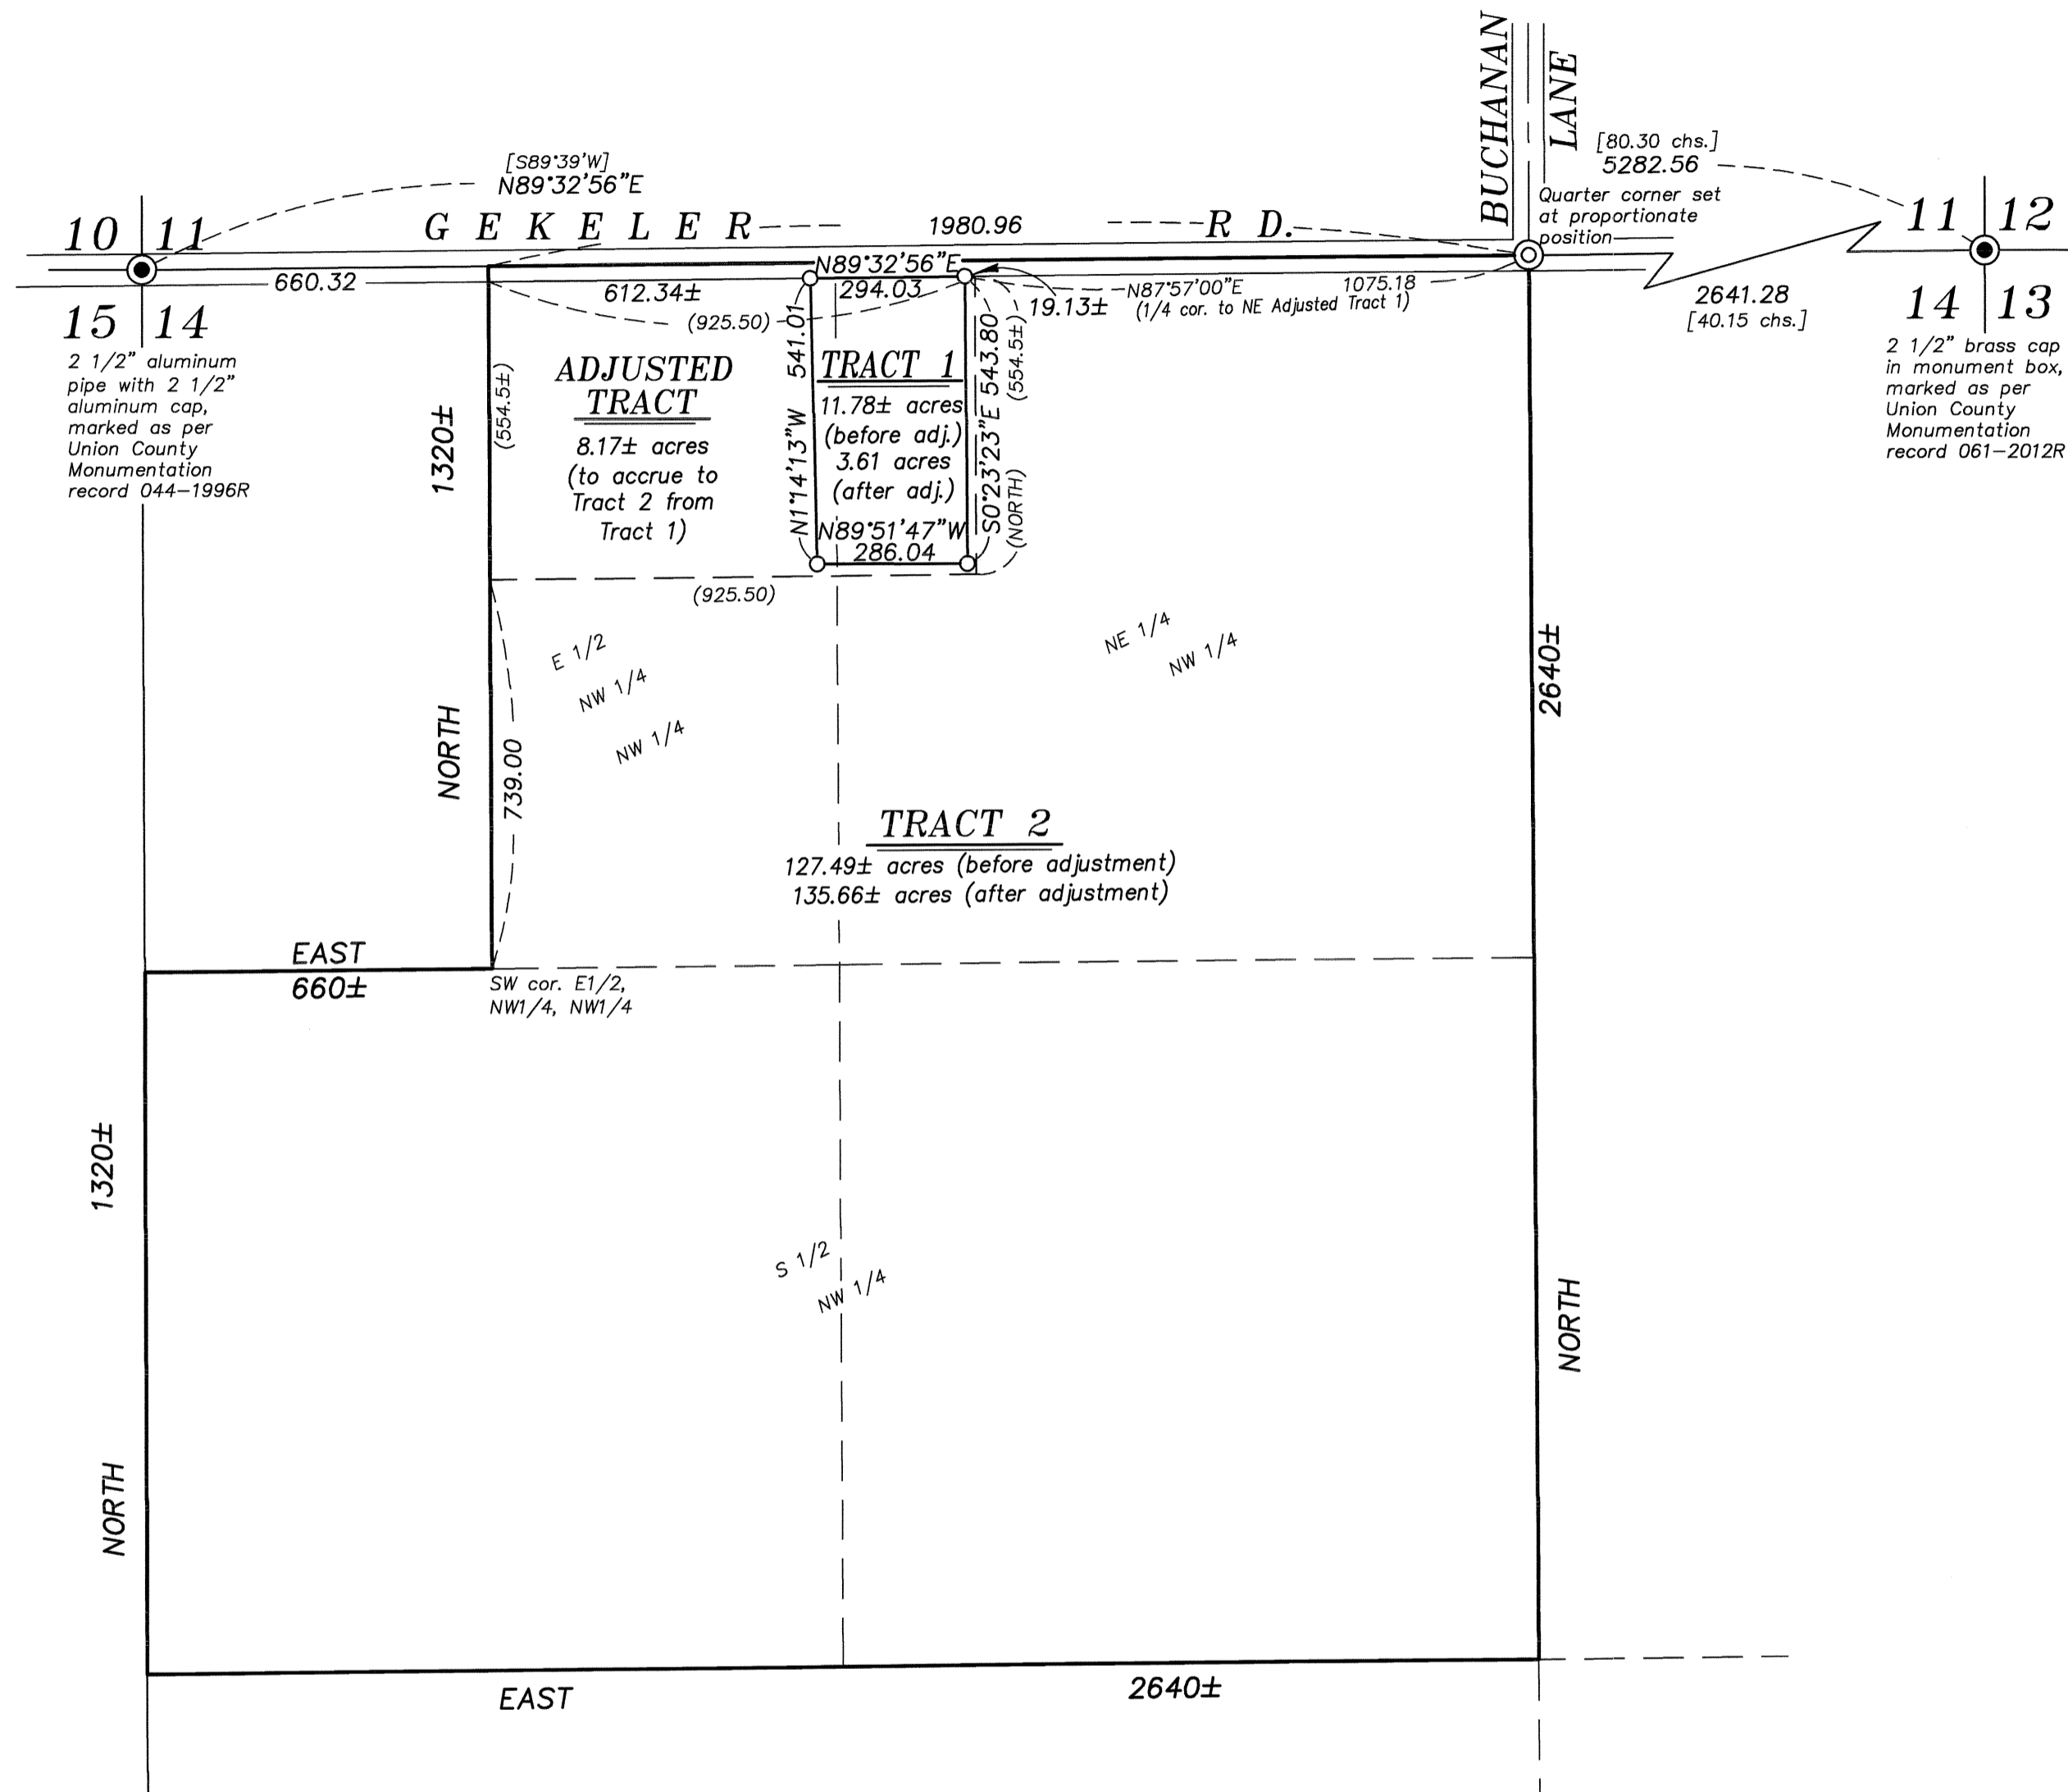 BUCHANAN
LANE
[80.30 chs.]
5282.56
Quarter corner set
at proportionate
position
[S89°39'W]
N89°32'56"E
GEKELER RD.
1980.96
10 11
15 14
11 12
14 13
660.32
N89°32'56"E
612.34±
294.03
(925.50)
19.13±
N87°57'00"E
1075.18
(1/4 cor. to NE Adjusted Tract 1)
2641.28
[40.15 chs.]
2 1/2" aluminum
pipe with 2 1/2"
aluminum cap,
marked as per
Union County
Monumentation
record 044-1996R
2 1/2" brass cap
in monument box,
marked as per
Union County
Monumentation
record 061-2012R
1320±
(554.5±)
ADJUSTED
TRACT
8.17± acres
(to accrue to
Tract 2 from
Tract 1)
N1°14'13"W 541.01
TRACT 1
11.78± acres
(before adj.)
3.61 acres
(after adj.)
N89°51'47"W
286.04
S0°23'23"E 543.80
(554.5±)
(NORTH)
(925.50)
E 1/2
NW 1/4
NW 1/4
NE 1/4
NW 1/4
2640±
NORTH
739.00
TRACT 2
127.49± acres (before adjustment)
135.66± acres (after adjustment)
EAST
660±
SW cor. E1/2,
NW1/4, NW1/4
1320±
NORTH
S 1/2
NW 1/4
NORTH
EAST
2640±